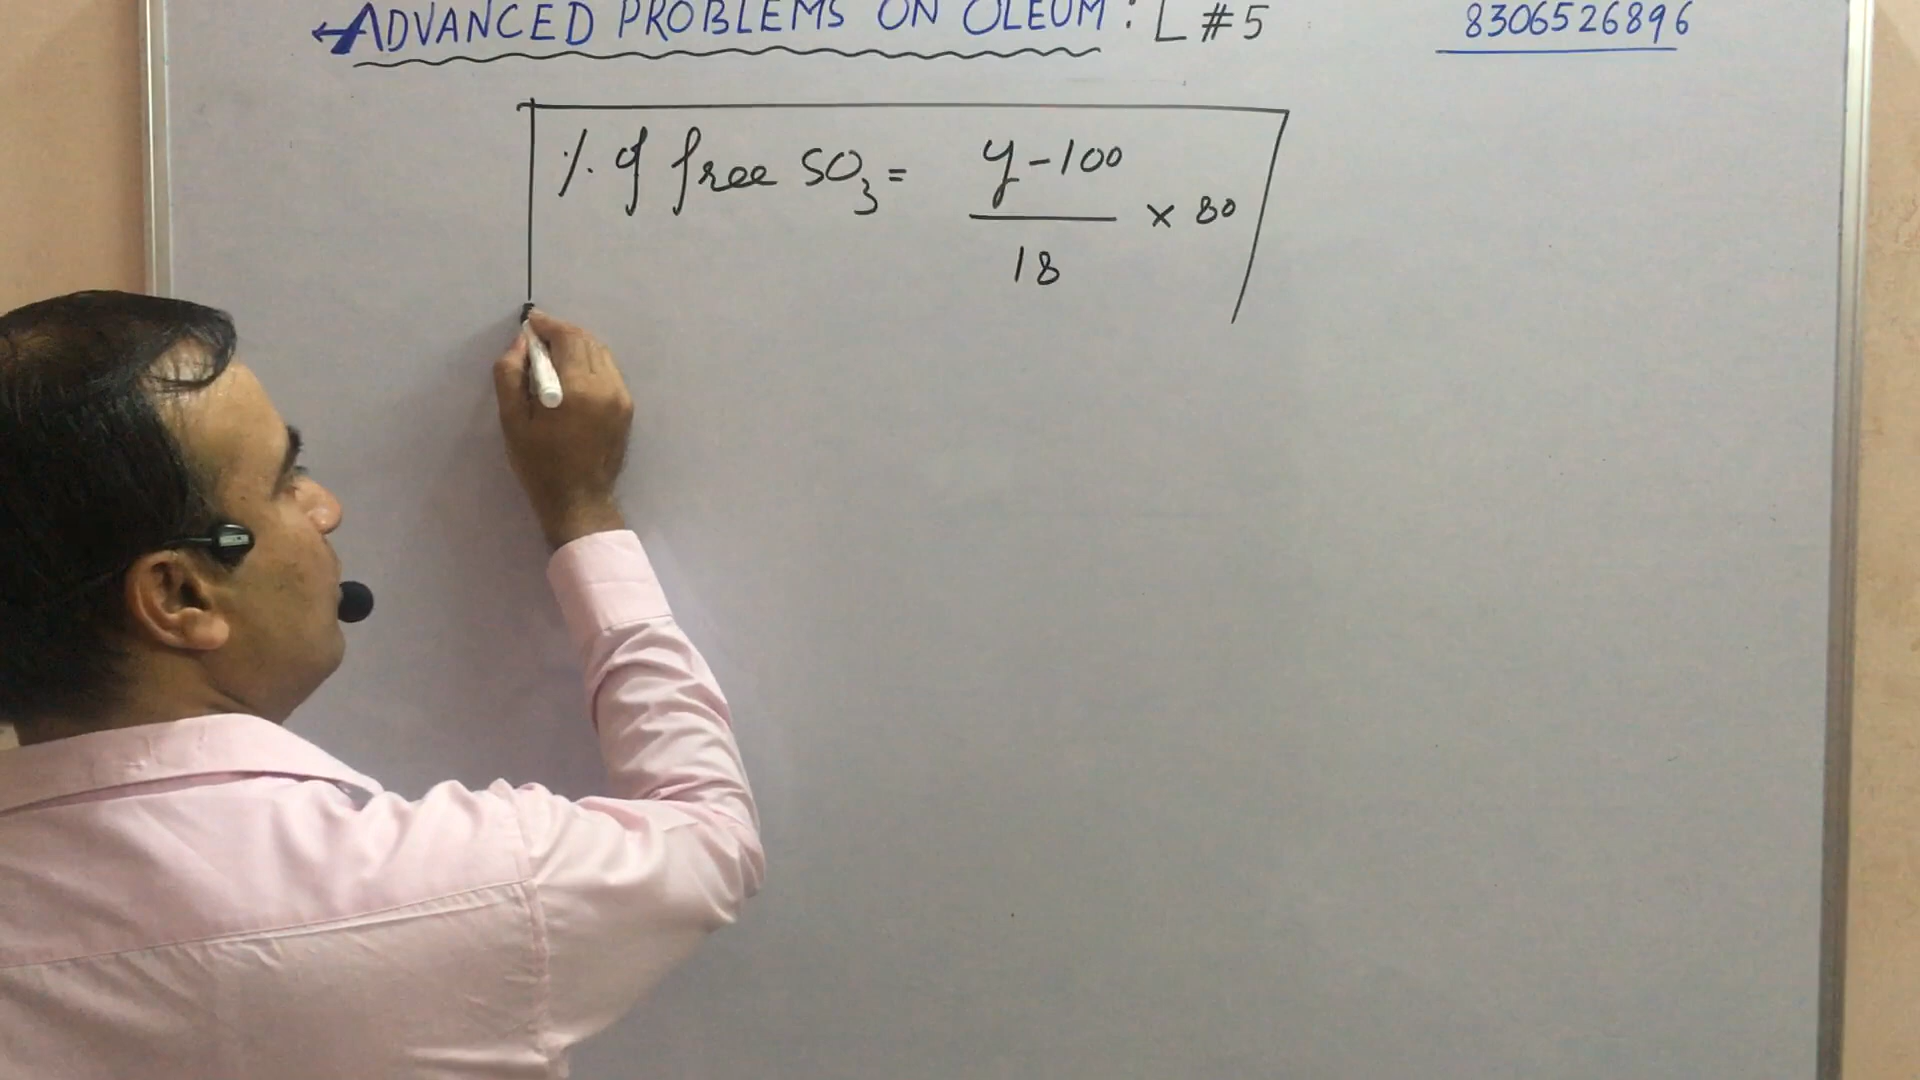 ADVANCED PROBLEMS ON OLEUM : L # 5
8306526896
% of free SO₃ = y - 100 / 18 × 80